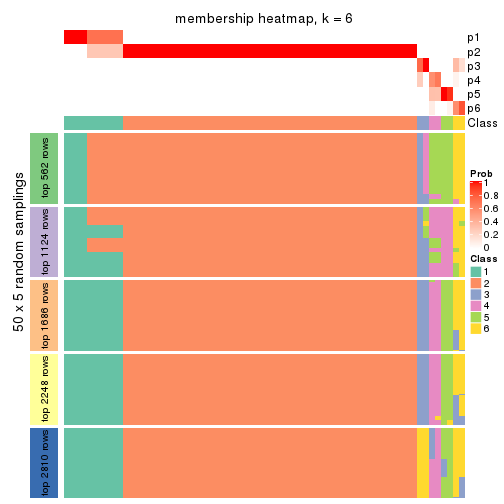 membership heatmap, k = 6
p1
p2
p3
p4
p5
p6
Class
50 x 5 random samplings
top 562 rows
top 1124 rows
top 1686 rows
top 2248 rows
top 2810 rows
Prob
1
0.8
0.6
0.4
0.2
0
Class
1
2
3
4
5
6